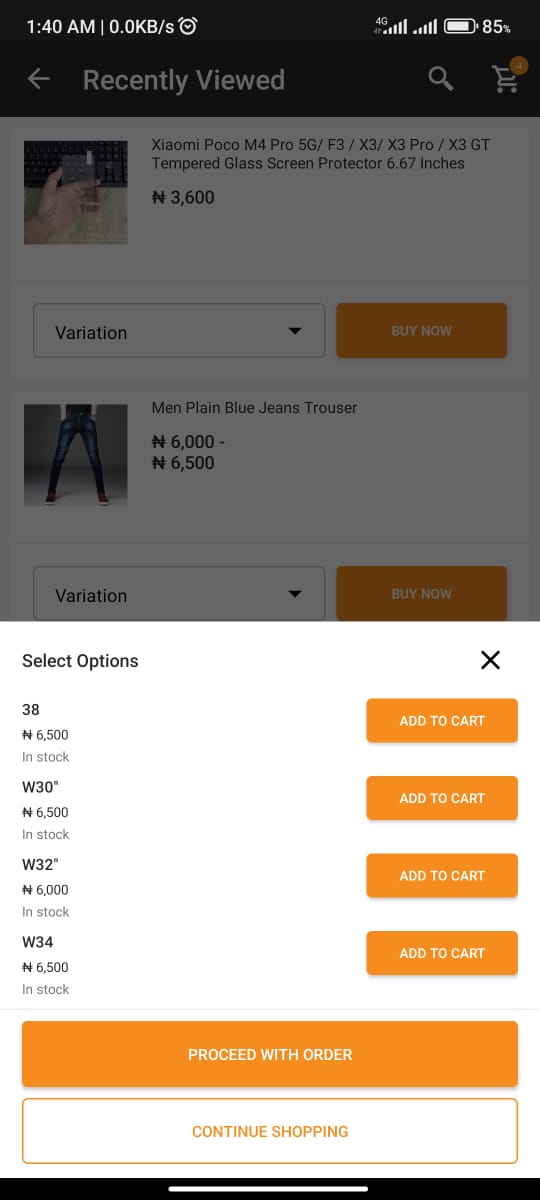 1:40 AM | 0.0KB/s
4G
85%
Recently Viewed
4
Xiaomi Poco M4 Pro 5G/ F3 / X3/ X3 Pro / X3 GT
Tempered Glass Screen Protector 6.67 Inches
₦ 3,600
Variation
BUY NOW
Men Plain Blue Jeans Trouser
₦ 6,000 -
₦ 6,500
Variation
BUY NOW
Select Options
38
₦ 6,500
In stock
ADD TO CART
W30"
₦ 6,500
In stock
ADD TO CART
W32"
₦ 6,000
In stock
ADD TO CART
W34
₦ 6,500
In stock
ADD TO CART
PROCEED WITH ORDER
CONTINUE SHOPPING